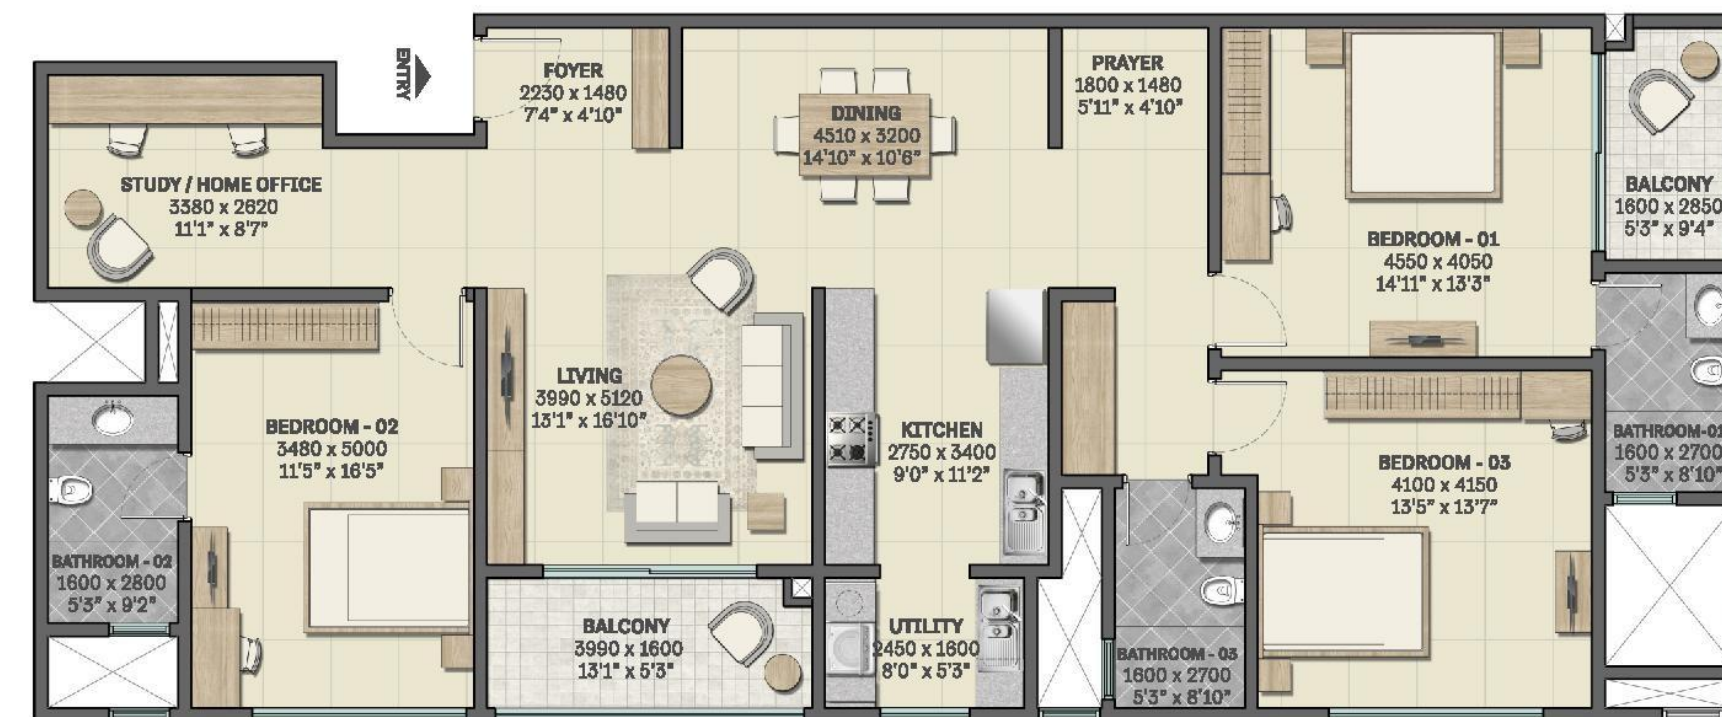 ENTRY
FOYER
2230 x 1480
7'4" x 4'10"
DINING
4510 x 3200
14'10" x 10'6"
PRAYER
1800 x 1480
5'11" x 4'10"
STUDY / HOME OFFICE
3380 x 2620
11'1" x 8'7"
BEDROOM - 01
4550 x 4050
14'11" x 13'3"
BALCONY
1600 x 2850
5'3" x 9'4"
LIVING
3990 x 5120
13'1" x 16'10"
BEDROOM - 02
3480 x 5000
11'5" x 16'5"
KITCHEN
2750 x 3400
9'0" x 11'2"
BEDROOM - 03
4100 x 4150
13'5" x 13'7"
BATHROOM-01
1600 x 2700
5'3" x 8'10"
BATHROOM - 02
1600 x 2800
5'3" x 9'2"
BALCONY
3990 x 1600
13'1" x 5'3"
UTILITY
2450 x 1600
8'0" x 5'3"
BATHROOM - 03
1600 x 2700
5'3" x 8'10"